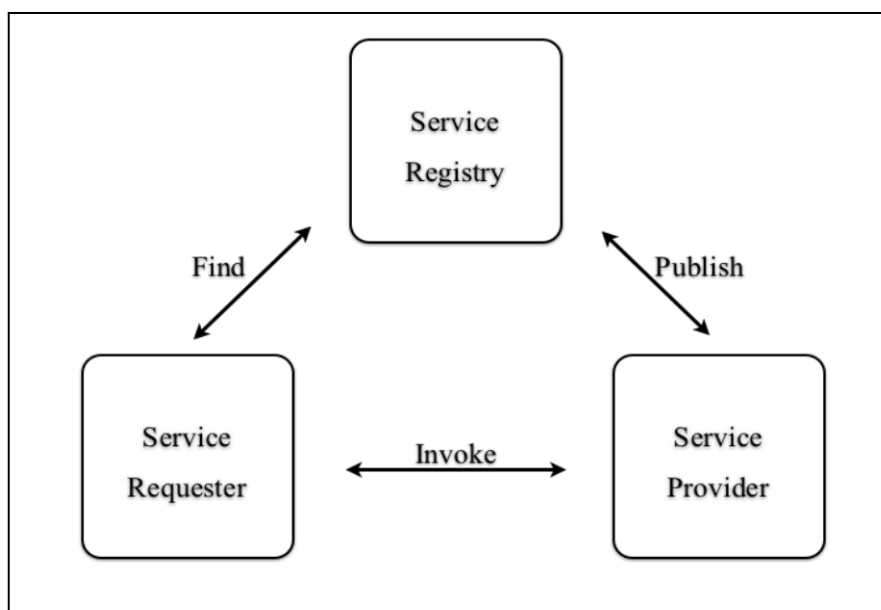 Service
Registry
Find
Publish
Service
Requester
Invoke
Service
Provider